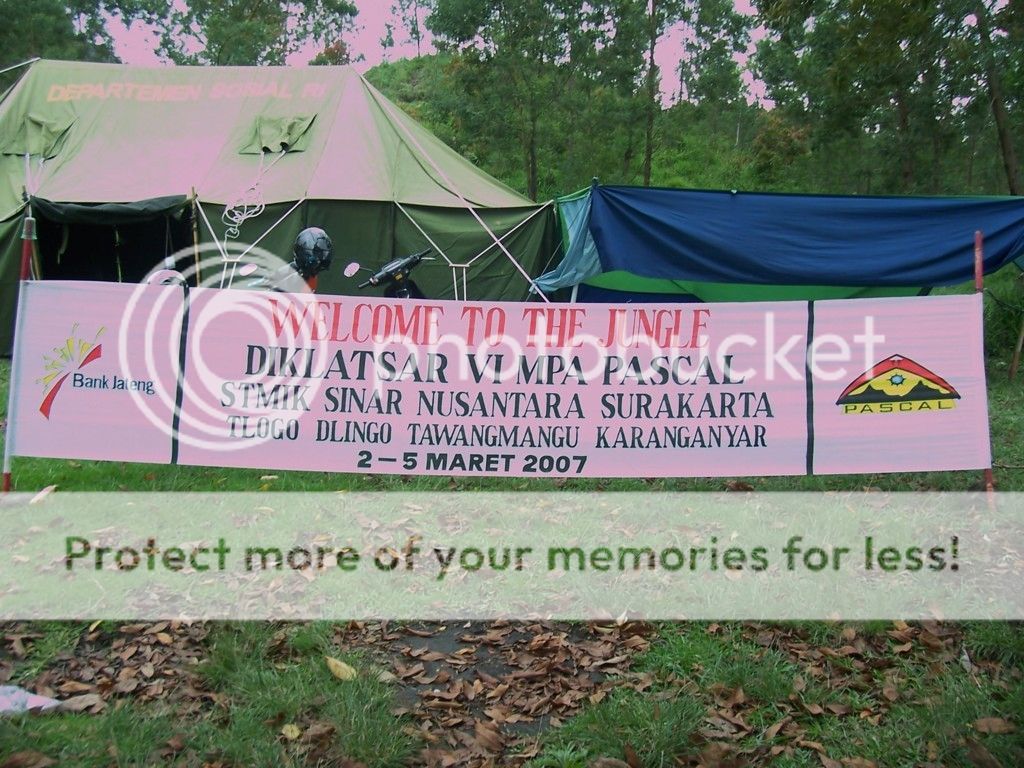 DEPARTEMEN SOSIAL RI
WELCOME TO THE JUNGLE
DIKLATSAR VI MPA PASCAL
STMIK SINAR NUSANTARA SURAKARTA
TLOGO DLINGO TAWANGMANGU KARANGANYAR
2-5 MARET 2007
Bank Jateng
PASCAL
photobucket
Protect more of your memories for less!